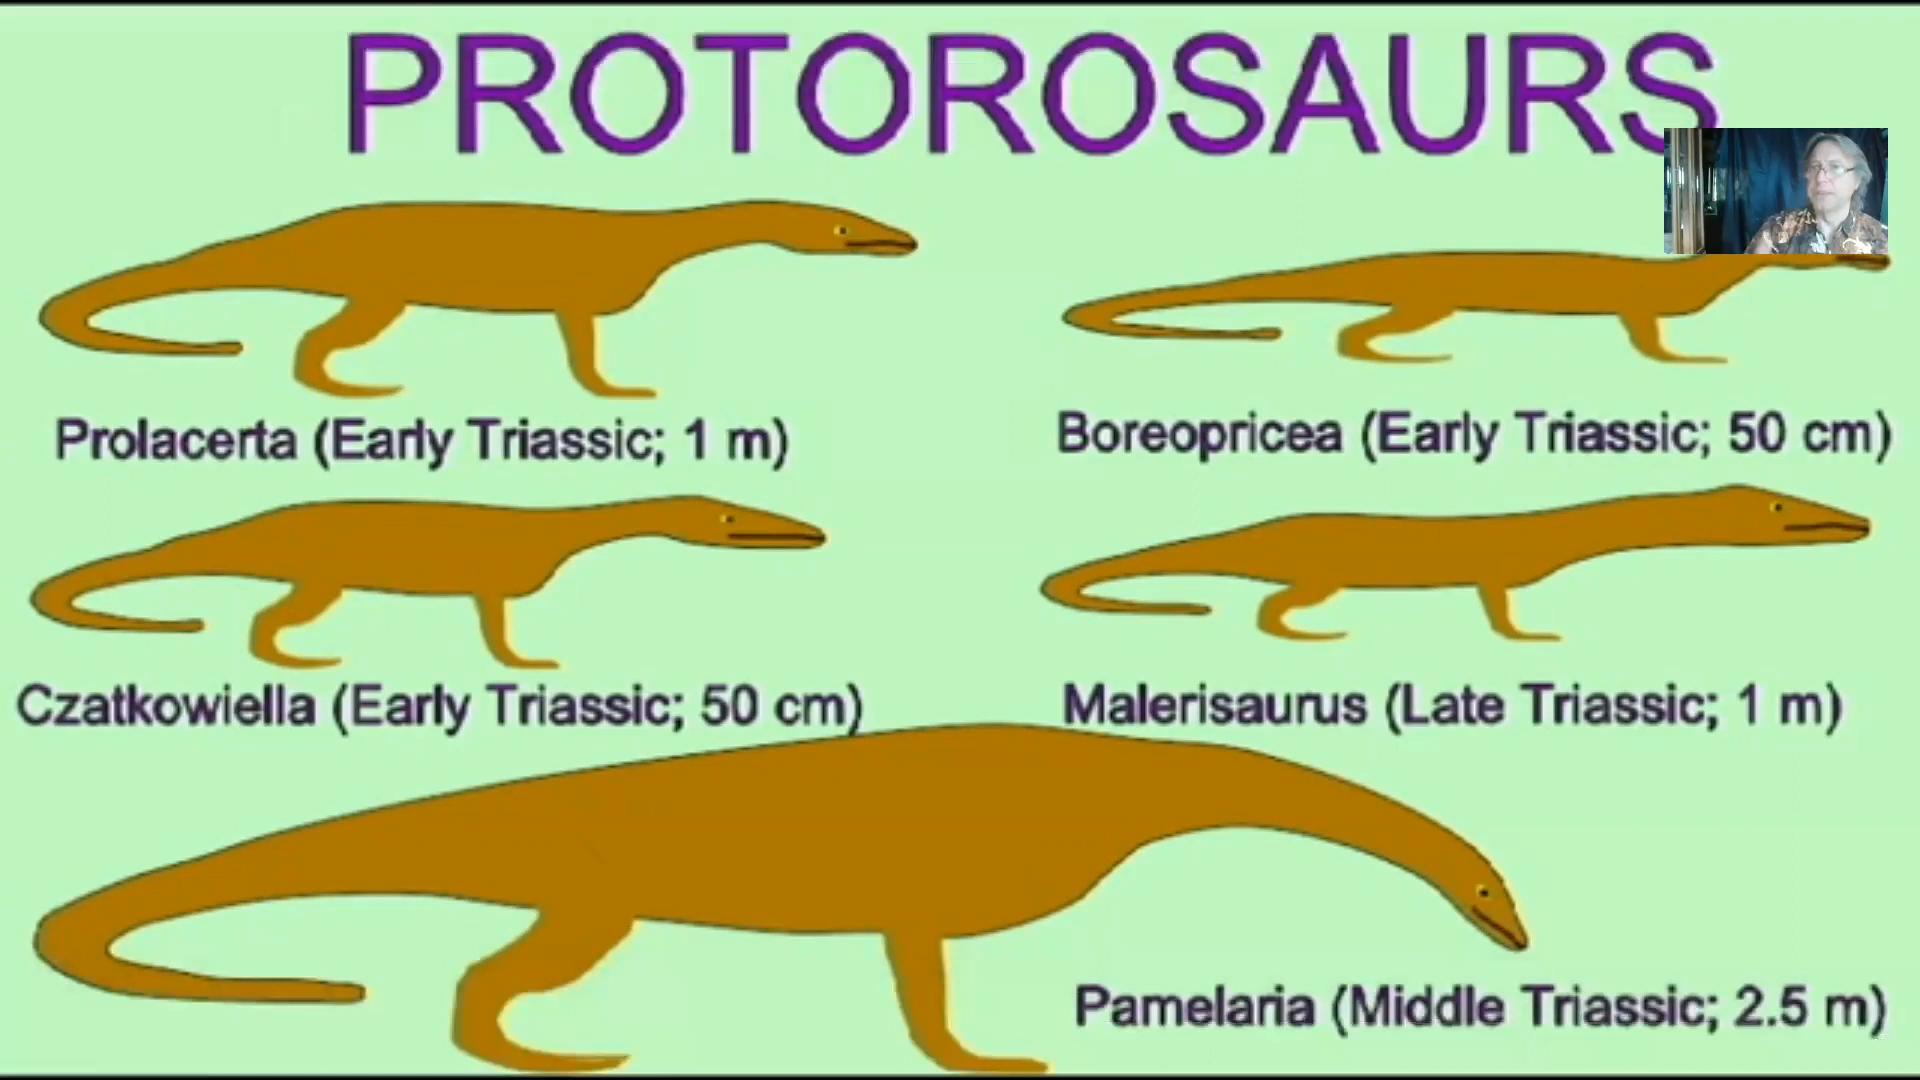 PROTOROSAURS
Prolacerta (Early Triassic; 1 m)
Boreopricea (Early Triassic; 50 cm)
Czatkowiella (Early Triassic; 50 cm)
Malerisaurus (Late Triassic; 1 m)
Pamelaria (Middle Triassic; 2.5 m)